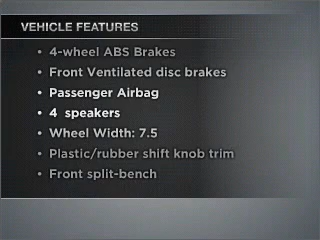 VEHICLE FEATURES
• 4-wheel ABS Brakes
• Front Ventilated disc brakes
• Passenger Airbag
• 4 speakers
• Wheel Width: 7.5
• Plastic/rubber shift knob trim
• Front split-bench